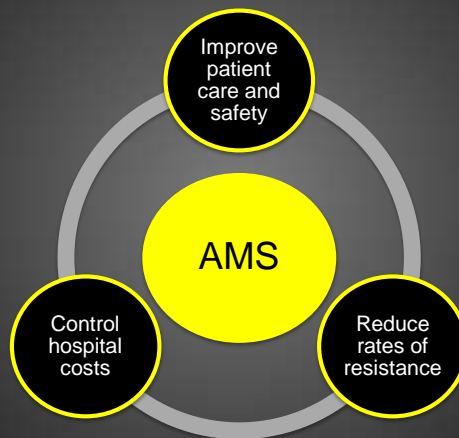 Improve
patient
care and
safety
AMS
Control
hospital
costs
Reduce
rates of
resistance